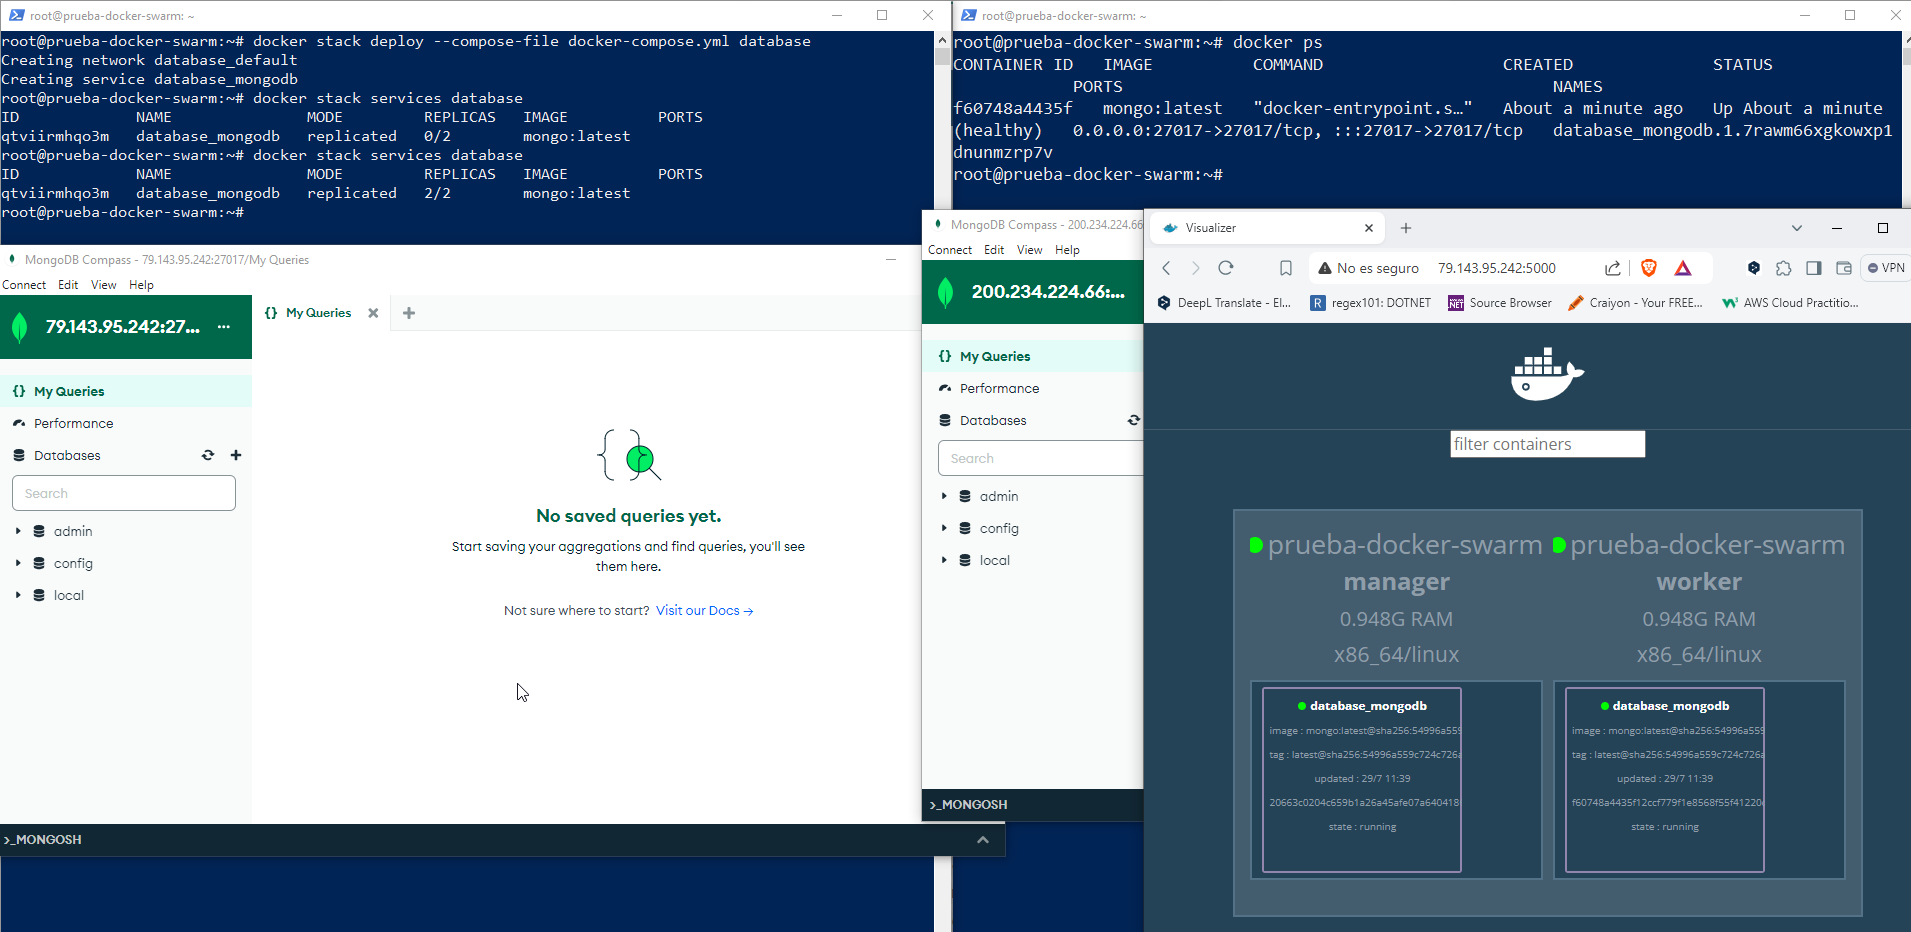 root@prueba-docker-swarm: ~
root@prueba-docker-swarm:~# docker stack deploy --compose-file docker-compose.yml database
Creating network database_default
Creating service database_mongodb
root@prueba-docker-swarm:~# docker stack services database
ID NAME MODE REPLICAS IMAGE PORTS
qtviirmhqo3m database_mongodb replicated 0/2 mongo:latest
root@prueba-docker-swarm:~# docker stack services database
ID NAME MODE REPLICAS IMAGE PORTS
qtviirmhqo3m database_mongodb replicated 2/2 mongo:latest
root@prueba-docker-swarm:~#
root@prueba-docker-swarm: ~
root@prueba-docker-swarm:~# docker ps
CONTAINER ID IMAGE COMMAND CREATED STATUS
PORTS NAMES
f60748a4435f mongo:latest "docker-entrypoint.s…" About a minute ago Up About a minute
(healthy) 0.0.0.0:27017->27017/tcp, :::27017->27017/tcp database_mongodb.1.7rawm66xgkowxp1
dnunmzrp7v
root@prueba-docker-swarm:~#
MongoDB Compass - 79.143.95.242:27017/My Queries
Connect Edit View Help
79.143.95.242:27... ...
{} My Queries
{} My Queries
Performance
Databases
Search
admin
config
local
No saved queries yet.
Start saving your aggregations and find queries, you'll see
them here.
Not sure where to start? Visit our Docs →
>_MONGOSH
MongoDB Compass - 200.234.224.66
Connect Edit View Help
200.234.224.66:...
{} My Queries
Performance
Databases
Search
admin
config
local
>_MONGOSH
Visualizer
No es seguro 79.143.95.242:5000
VPN
DeepL Translate - El... R regex101: DOTNET .NET Source Browser Craiyon - Your FREE... AWS Cloud Practitio...
filter containers
prueba-docker-swarm
manager
0.948G RAM
x86_64/linux
database_mongodb
image : mongo:latest@sha256:54996a559
tag : latest@sha256:54996a559c724c726a
updated : 29/7 11:39
20663c0204c659b1a26a45afe07a640418
state : running
prueba-docker-swarm
worker
0.948G RAM
x86_64/linux
database_mongodb
image : mongo:latest@sha256:54996a559
tag : latest@sha256:54996a559c724c726a
updated : 29/7 11:39
f60748a4435f12ccf779f1e8568f55f41220
state : running